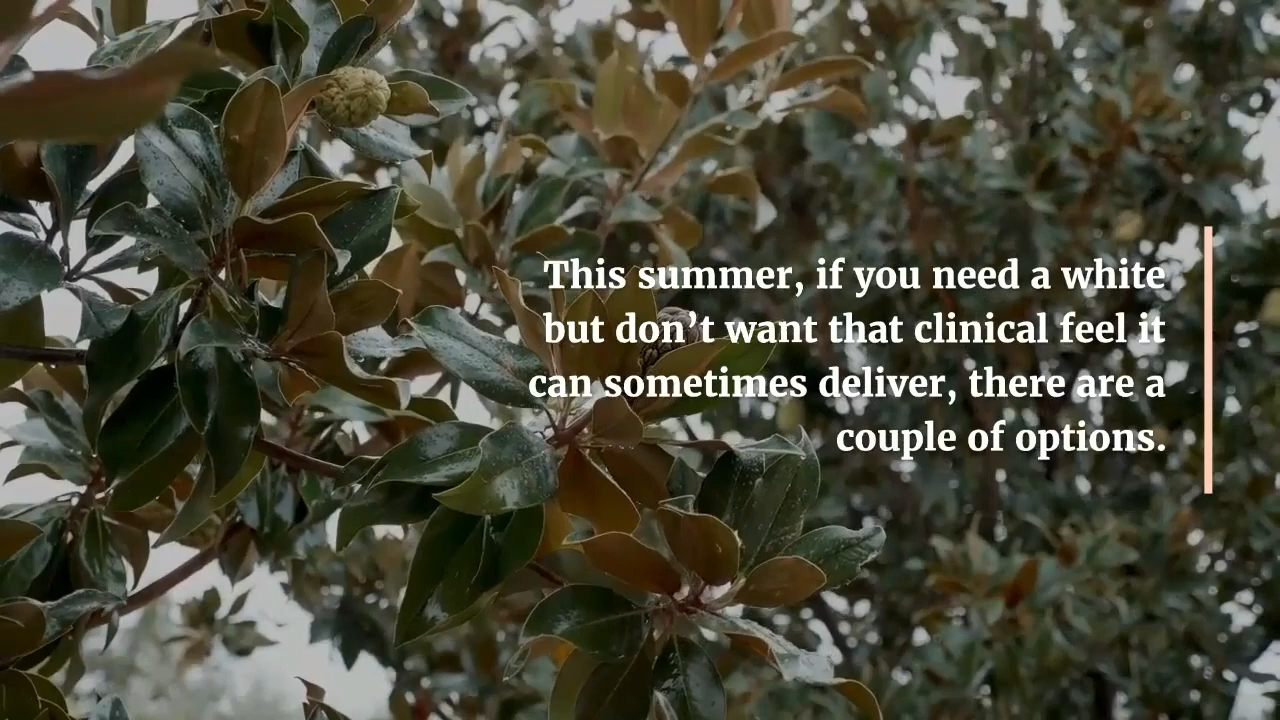 This summer, if you need a white
but don’t want that clinical feel it
can sometimes deliver, there are a
couple of options.